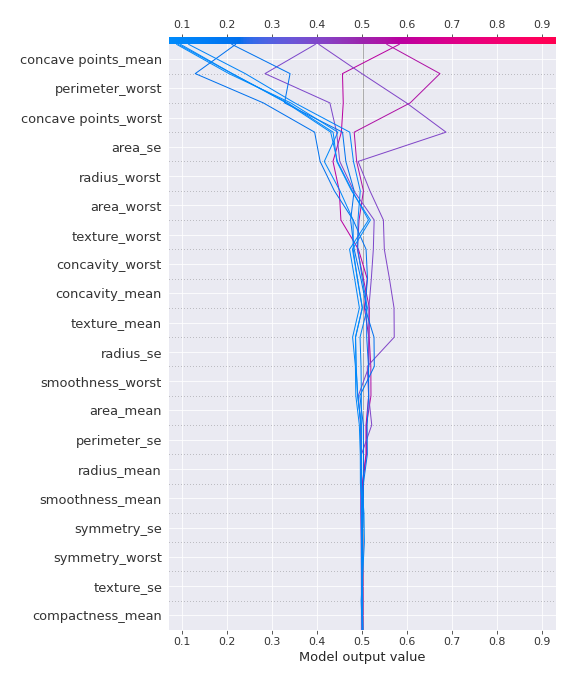 0.1 0.2 0.3 0.4 0.5 0.6 0.7 0.8 0.9
concave points_mean
perimeter_worst
concave points_worst
area_se
radius_worst
area_worst
texture_worst
concavity_worst
concavity_mean
texture_mean
radius_se
smoothness_worst
area_mean
perimeter_se
radius_mean
smoothness_mean
symmetry_se
symmetry_worst
texture_se
compactness_mean
0.1 0.2 0.3 0.4 0.5 0.6 0.7 0.8 0.9
Model output value